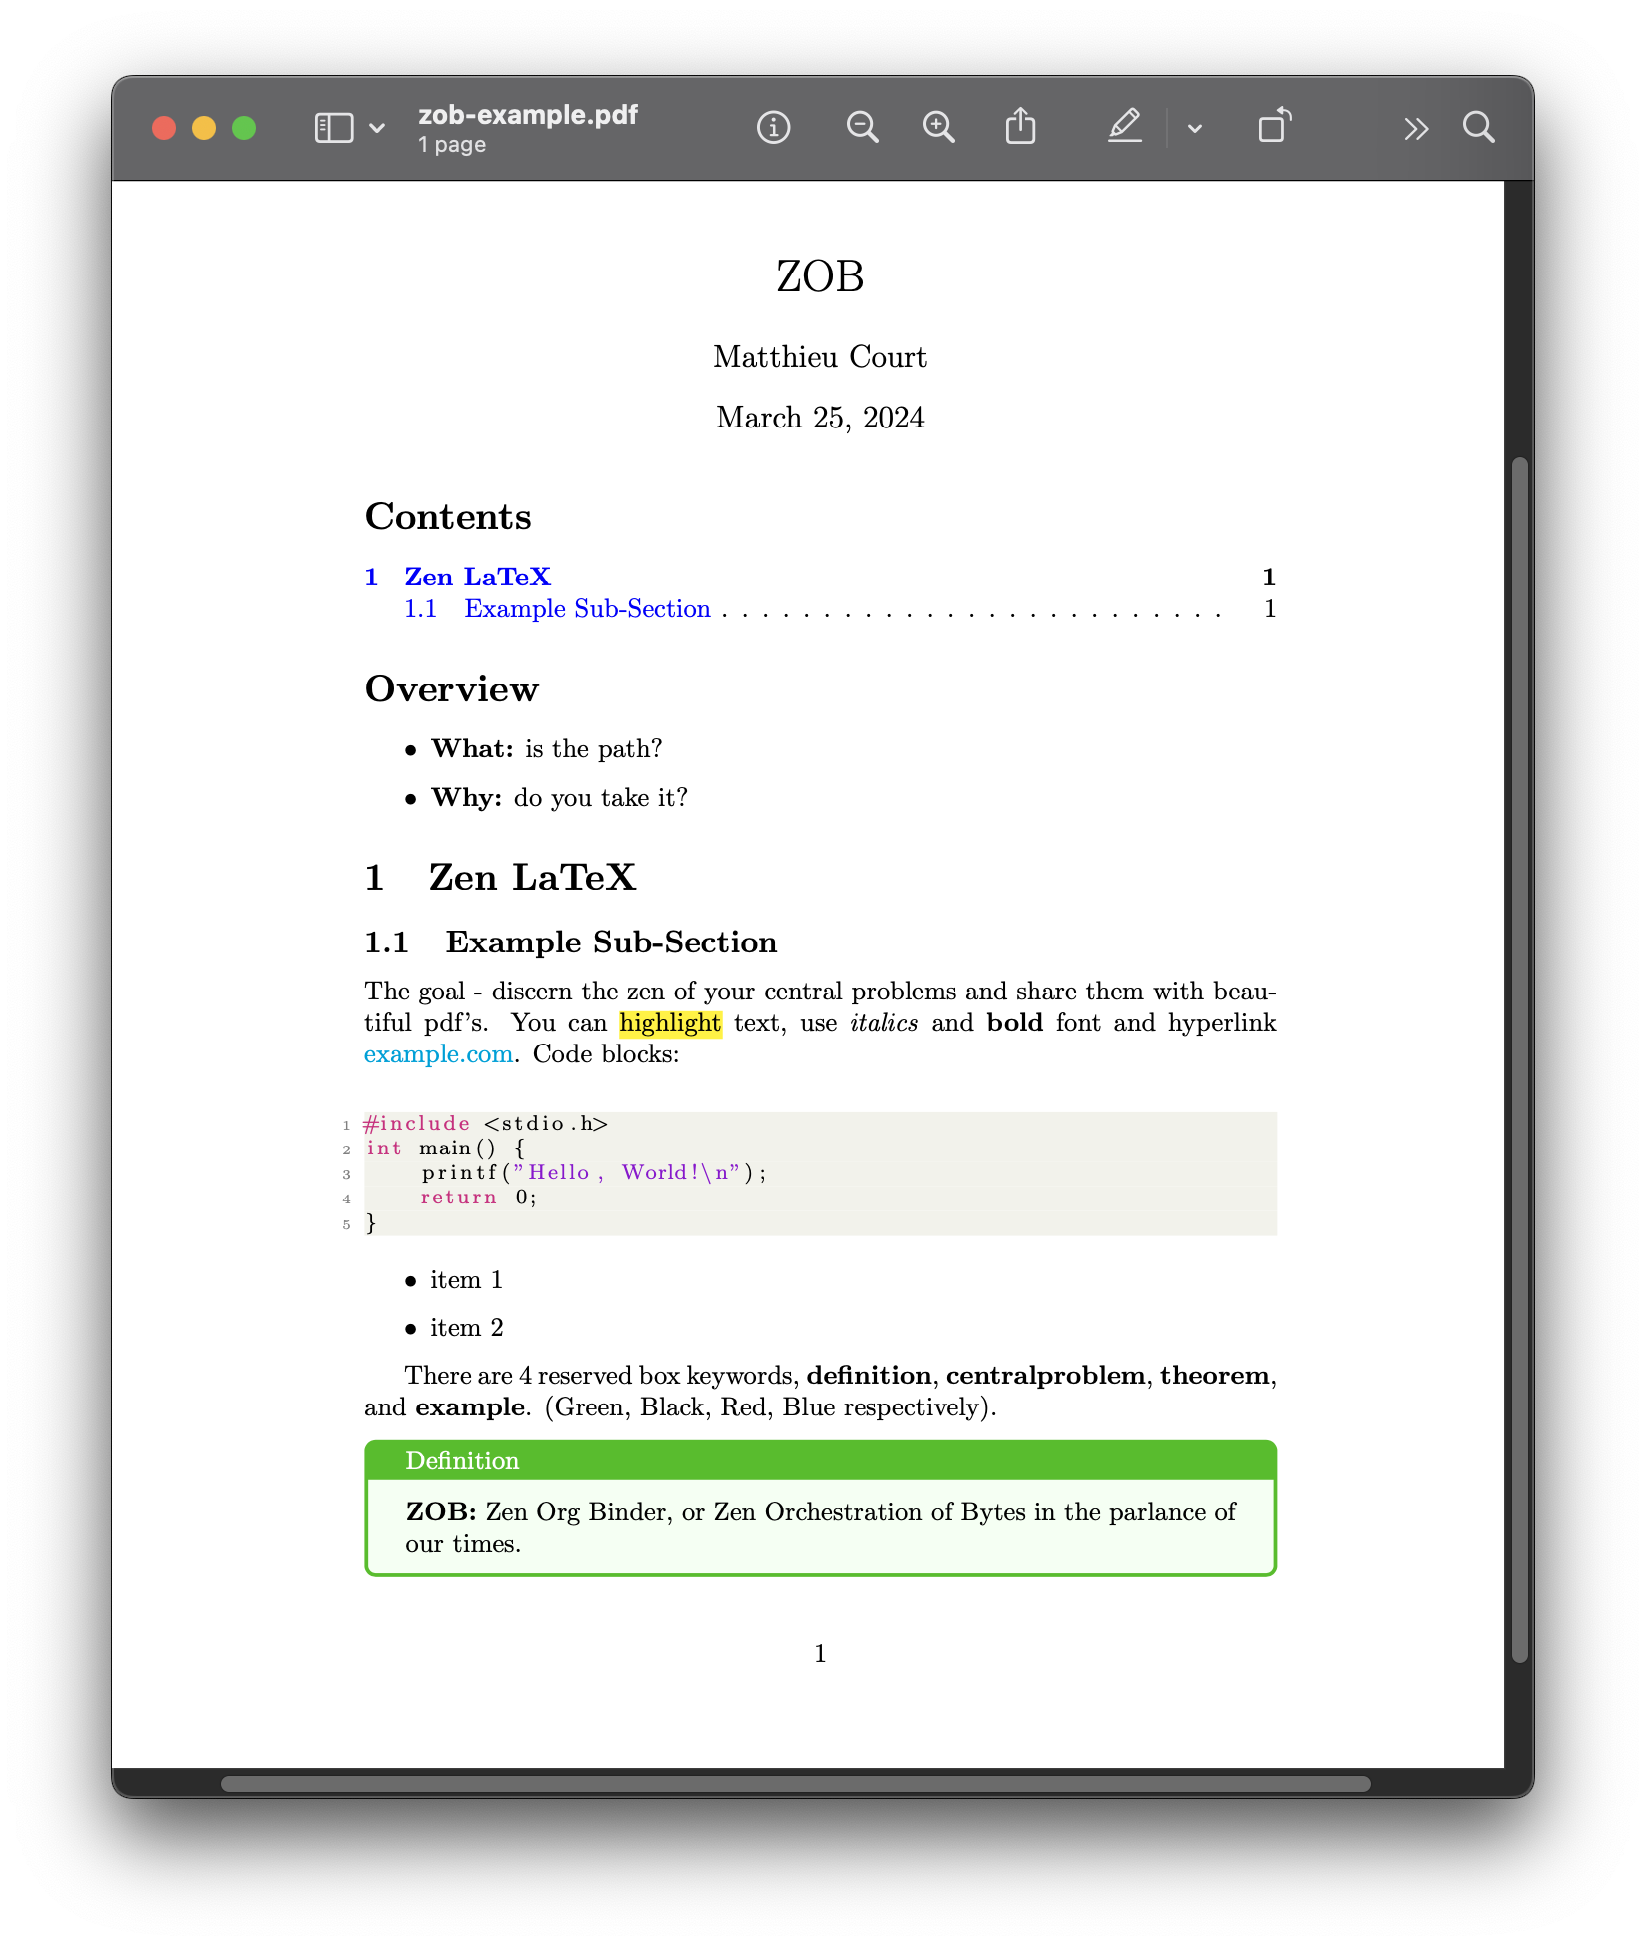 zob-example.pdf
1 page
ZOB
Matthieu Court
March 25, 2024
Contents
1 Zen LaTeX 1
1.1 Example Sub-Section . . . . . . . . . . . . . . . . . . . . . . . . . 1
Overview
• What: is the path?
• Why: do you take it?
1 Zen LaTeX
1.1 Example Sub-Section
The goal - discern the zen of your central problems and share them with beau-
tiful pdf's. You can highlight text, use italics and bold font and hyperlink
example.com. Code blocks:
1 #include <stdio.h>
2 int main() {
3     printf("Hello, World!\n");
4     return 0;
5 }
• item 1
• item 2
There are 4 reserved box keywords, definition, centralproblem, theorem,
and example. (Green, Black, Red, Blue respectively).
Definition
ZOB: Zen Org Binder, or Zen Orchestration of Bytes in the parlance of
our times.
1